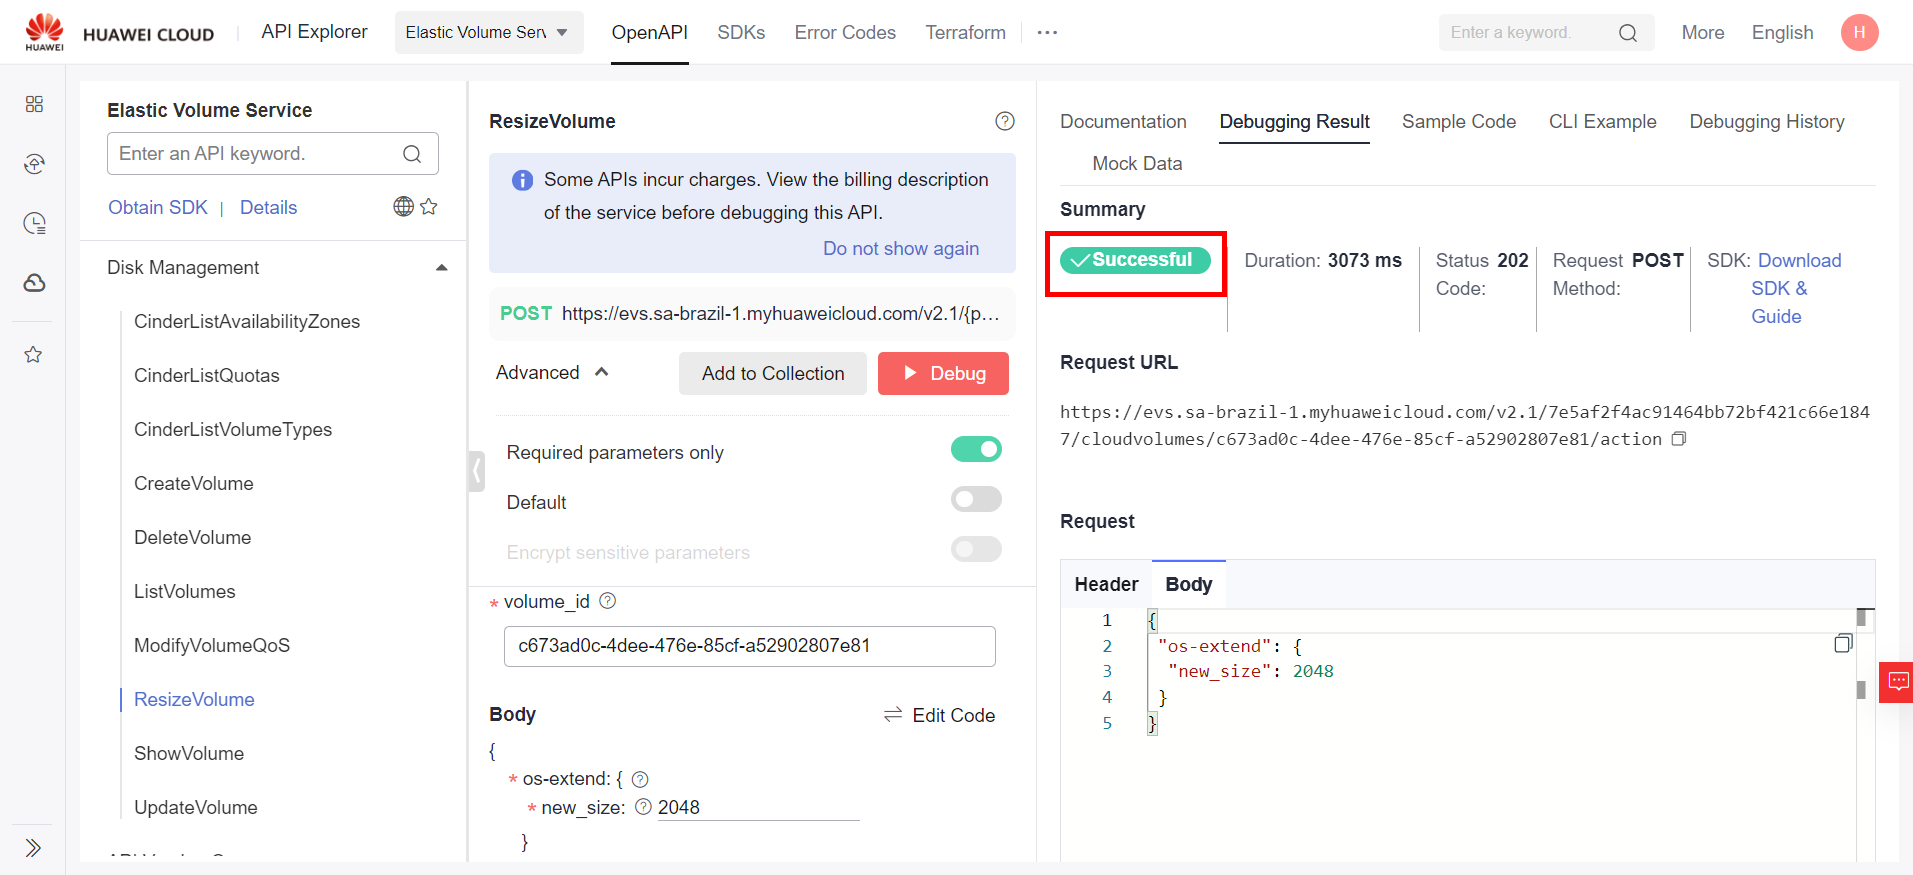 HUAWEI
HUAWEI CLOUD
API Explorer
Elastic Volume Serv
OpenAPI
SDKs
Error Codes
Terraform
Enter a keyword.
More
English
H
Elastic Volume Service
Enter an API keyword.
Obtain SDK | Details
Disk Management
CinderListAvailabilityZones
CinderListQuotas
CinderListVolumeTypes
CreateVolume
DeleteVolume
ListVolumes
ModifyVolumeQoS
ResizeVolume
ShowVolume
UpdateVolume
ResizeVolume
Some APIs incur charges. View the billing description
of the service before debugging this API.
Do not show again
POST https://evs.sa-brazil-1.myhuaweicloud.com/v2.1/{p...
Advanced
Add to Collection
Debug
Required parameters only
Default
Encrypt sensitive parameters
* volume_id
c673ad0c-4dee-476e-85cf-a52902807e81
Body
Edit Code
{
* os-extend: {
* new_size: 2048
}
Documentation
Debugging Result
Sample Code
CLI Example
Debugging History
Mock Data
Summary
Successful
Duration: 3073 ms
Status 202
Code:
Request POST
Method:
SDK: Download
SDK &
Guide
Request URL
https://evs.sa-brazil-1.myhuaweicloud.com/v2.1/7e5af2f4ac91464bb72bf421c66e184
7/cloudvolumes/c673ad0c-4dee-476e-85cf-a52902807e81/action
Request
Header
Body
1 {
2 "os-extend": {
3 "new_size": 2048
4 }
5 }